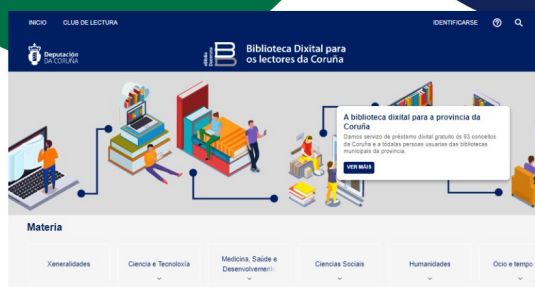 INICIO CLUB DE LECTURA IDENTIFICARSE
Deputación
DA CORUÑA
Biblioteca Dixital para
os lectores da Coruña
A biblioteca dixital para a provincia da
Coruña
Damos servizo de préstamo dixital gratuito ós 93 concellos
da Coruña e a tódalas persoas usuarias das bibliotecas
municipais da provincia.
VER MÁIS
Materia
Xeneralidades
Ciencia e Tecnoloxía
Medicina, Saúde e
Desenvolvemento
Ciencias Sociais
Humanidades
Ocio e tempo